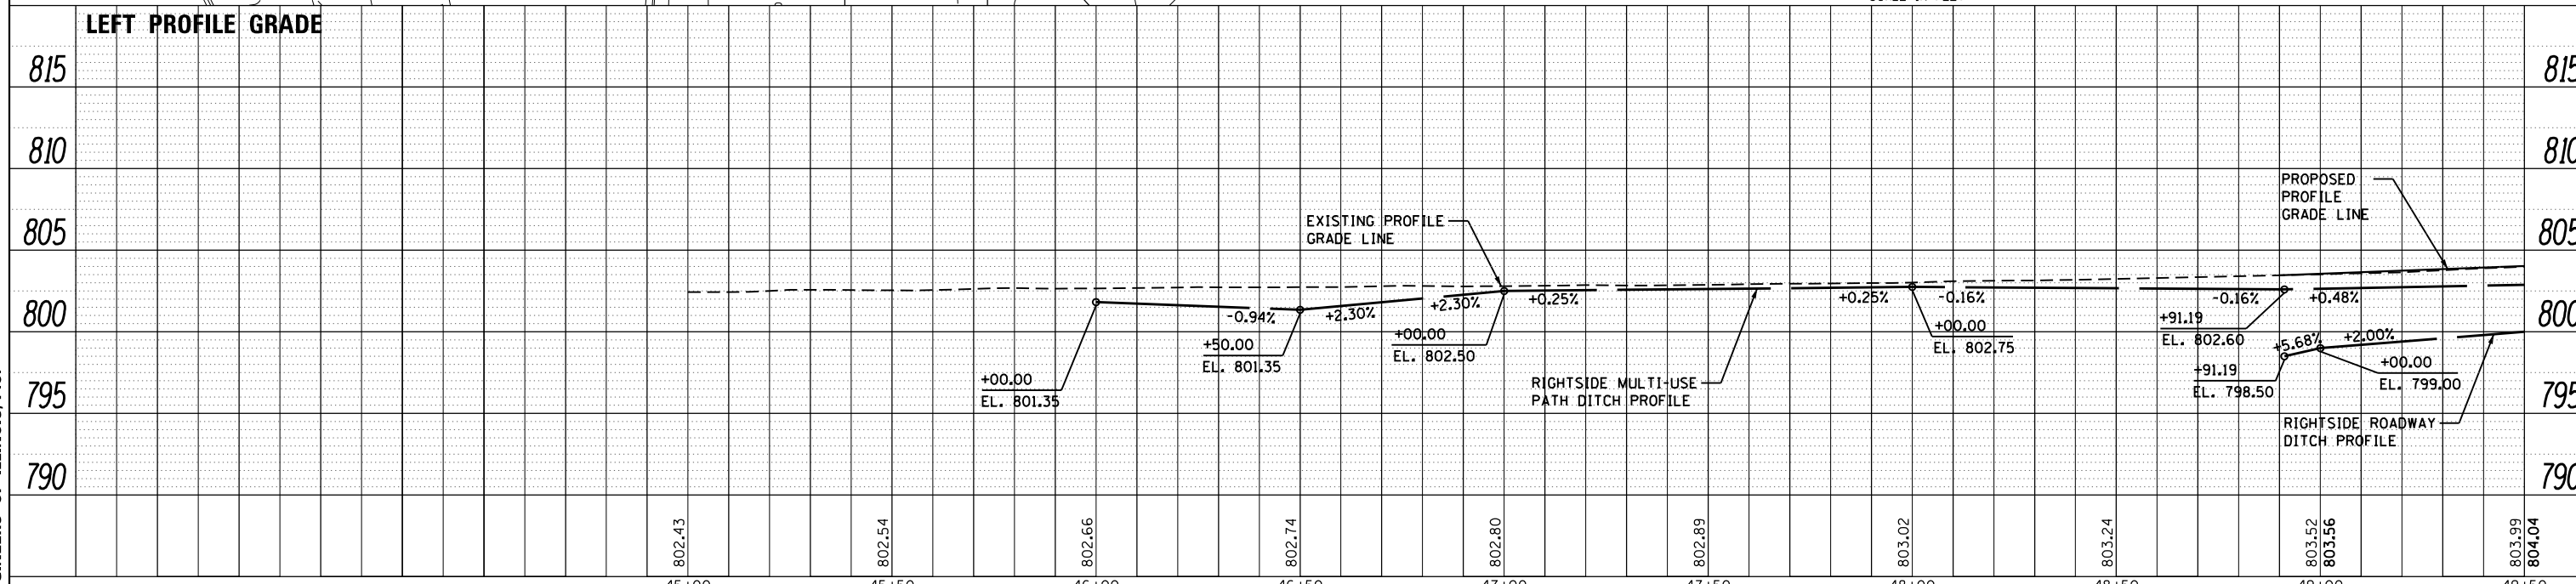 LEFT PROFILE GRADE
815
815
810
810
805
805
800
800
795
795
790
790
EXISTING PROFILE
GRADE LINE
PROPOSED
PROFILE
GRADE LINE
-0.94%
+2.30%
+2.30%
+0.25%
+0.25%
-0.16%
-0.16%
+0.48%
+00.00
EL. 801.35
+50.00
EL. 801.35
+00.00
EL. 802.50
RIGHTSIDE MULTI-USE
PATH DITCH PROFILE
+00.00
EL. 802.75
+91.19
EL. 802.60
+5.68%
+2.00%
+91.19
EL. 798.50
+00.00
EL. 799.00
RIGHTSIDE ROADWAY
DITCH PROFILE
802.43
802.54
802.66
802.74
802.80
802.89
803.02
803.24
803.52
803.56
803.99
804.04